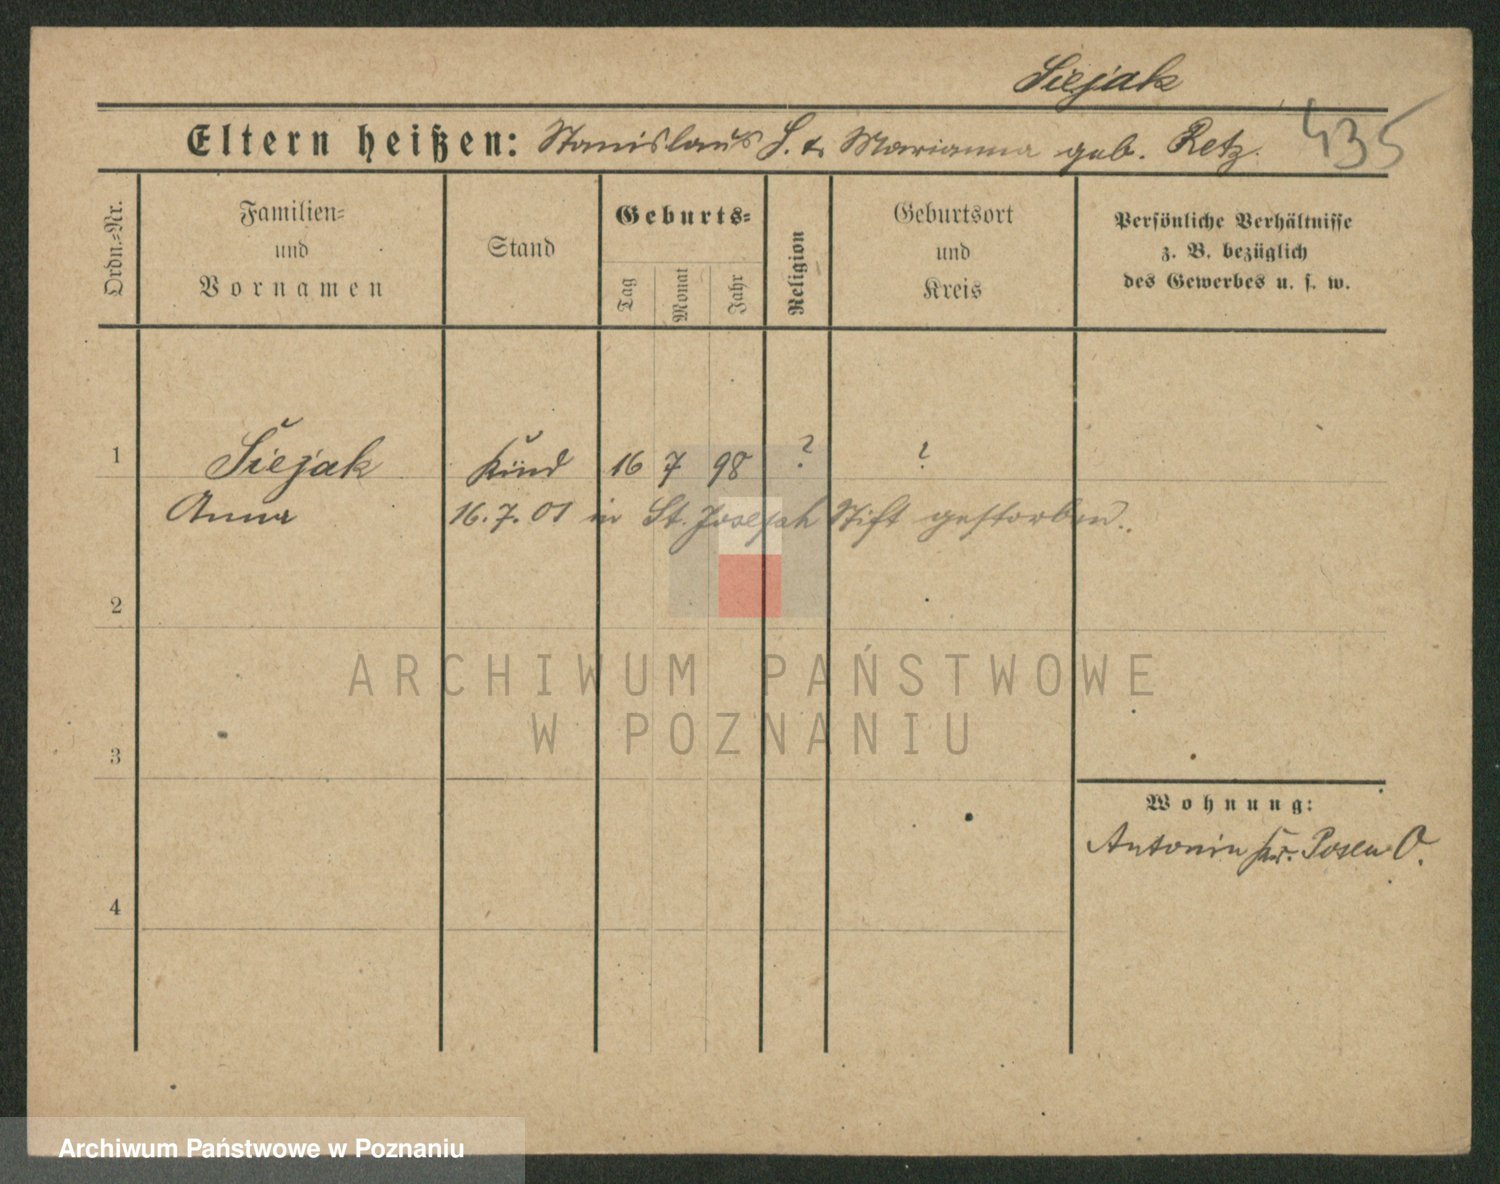 Siejak
Eltern heißen: Stanislaus S. & Marianna geb. Retz. 435
Ordn.-Nr.
Familien-
und
Vornamen
Stand
Geburts-
Tag
Monat
Jahr
Religion
Geburtsort
und
Kreis
Persönliche Verhältnisse
z. B. bezüglich
des Gewerbes u. s. w.
1 Siejak Kind 16 7 98 ? ?
Anna 16.7.01 in St. Joseph Stift gestorben.
2
ARCHIWUM PAŃSTWOWE
W POZNANIU
3
Wohnung:
Antonin Kr. Posen O.
4
Archiwum Państwowe w Poznaniu